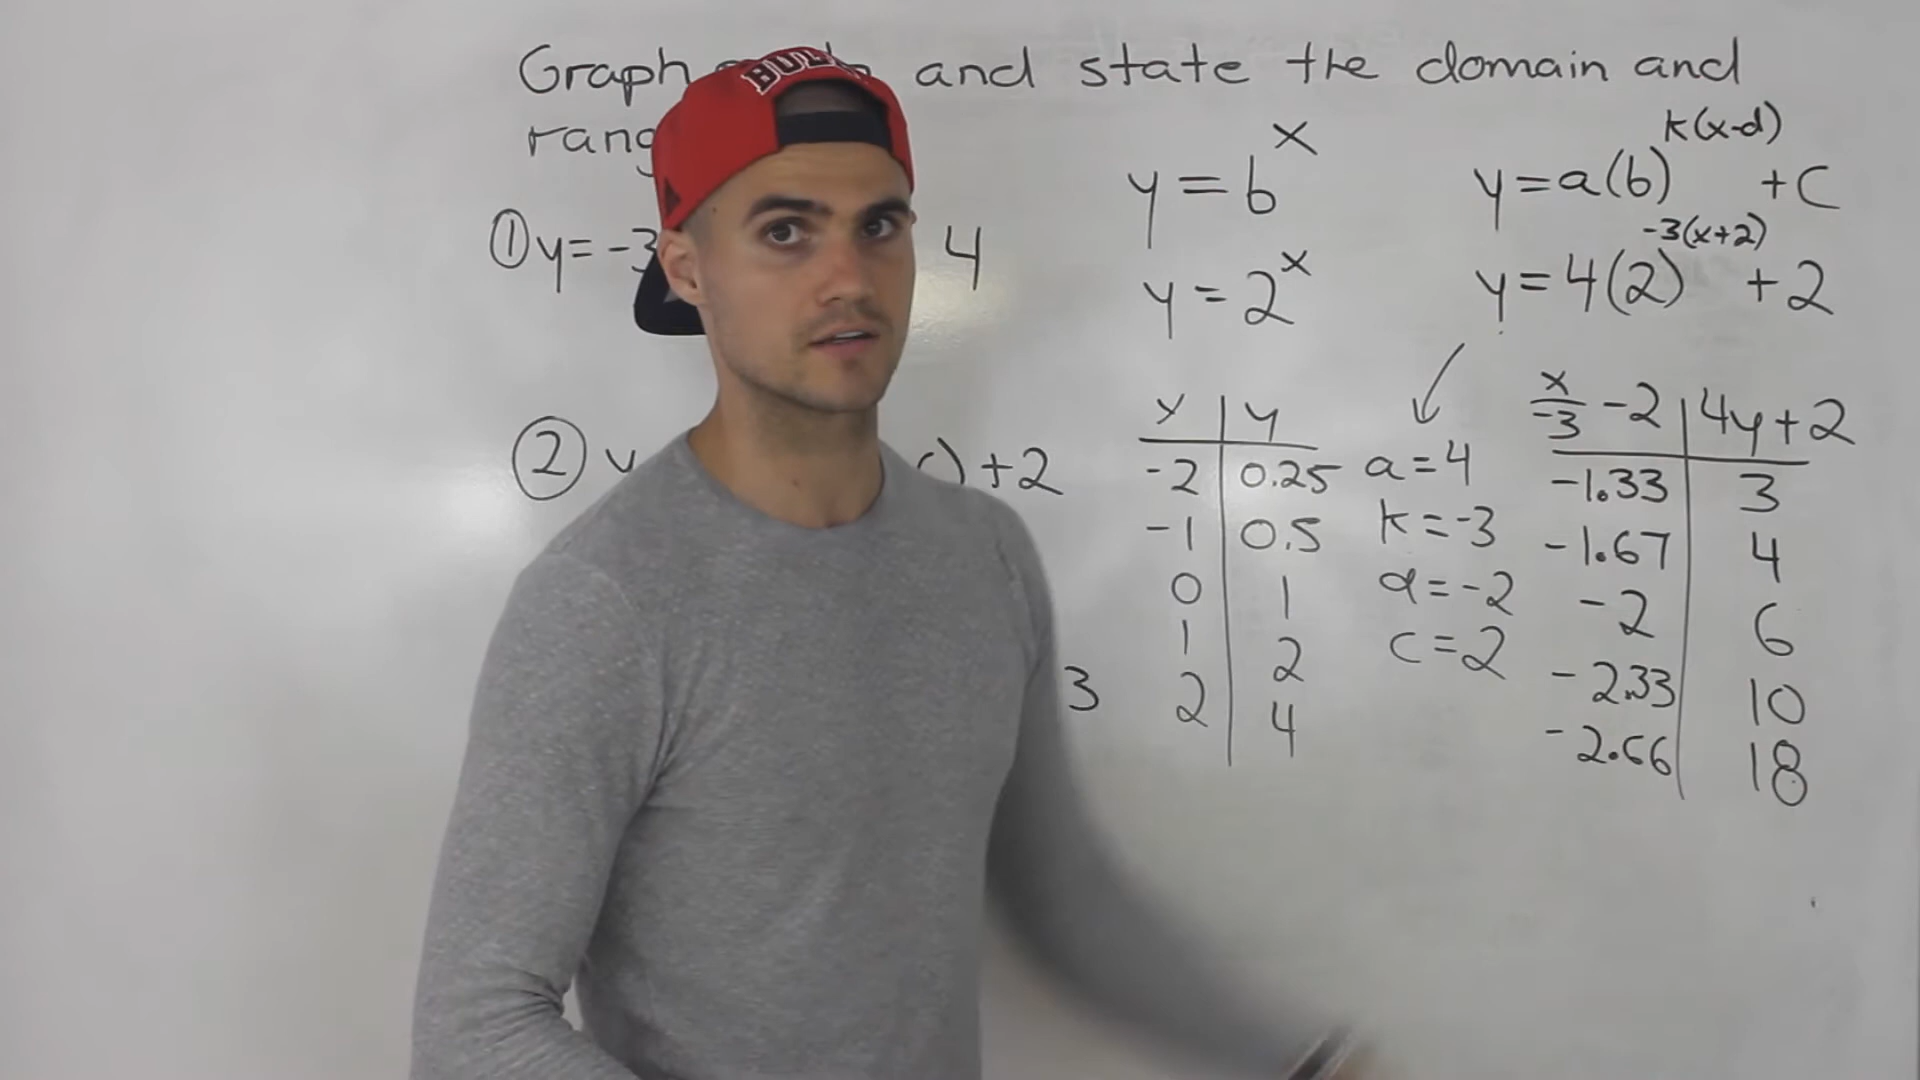 Graph and state the domain and
y = b^x
y=a(b)^k(x-d) +c
① y= -3 4
y = 2^x
y=4(2)^-3(x+2) +2
② +2
x | y
-2 | 0.25
-1 | 0.5
0 | 1
1 | 2
2 | 4
a=4
k=-3
d=-2
c=2
x/-3 -2 | 4y+2
-1.33 | 3
-1.67 | 4
-2 | 6
-2.33 | 10
-2.66 | 18
3